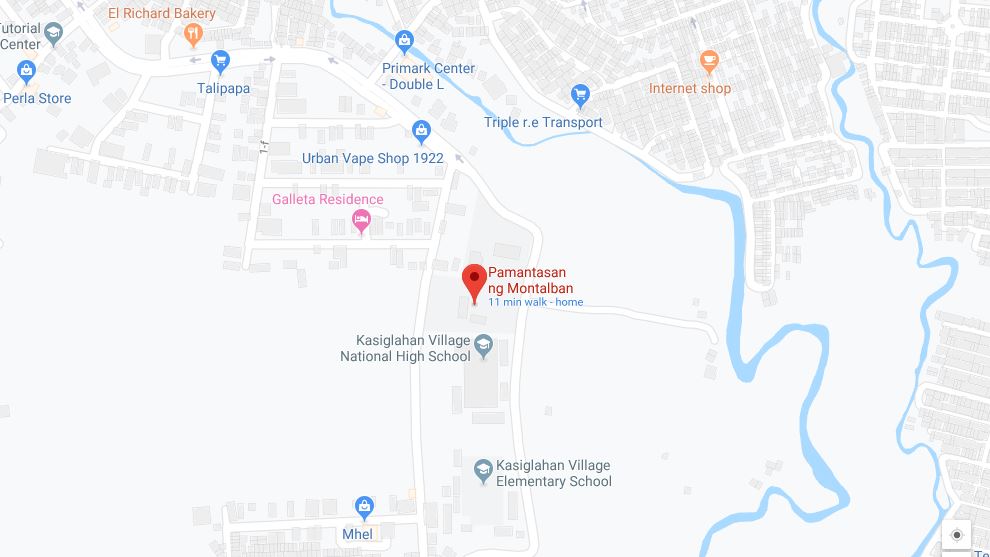 El Richard Bakery
Tutorial
Center
Perla Store
Talipapa
Primark Center
- Double L
Internet shop
Triple r.e Transport
1-f
Urban Vape Shop 1922
Galleta Residence
Pamantasan
ng Montalban
11 min walk - home
Kasiglahan Village
National High School
Kasiglahan Village
Elementary School
Mhel
Te